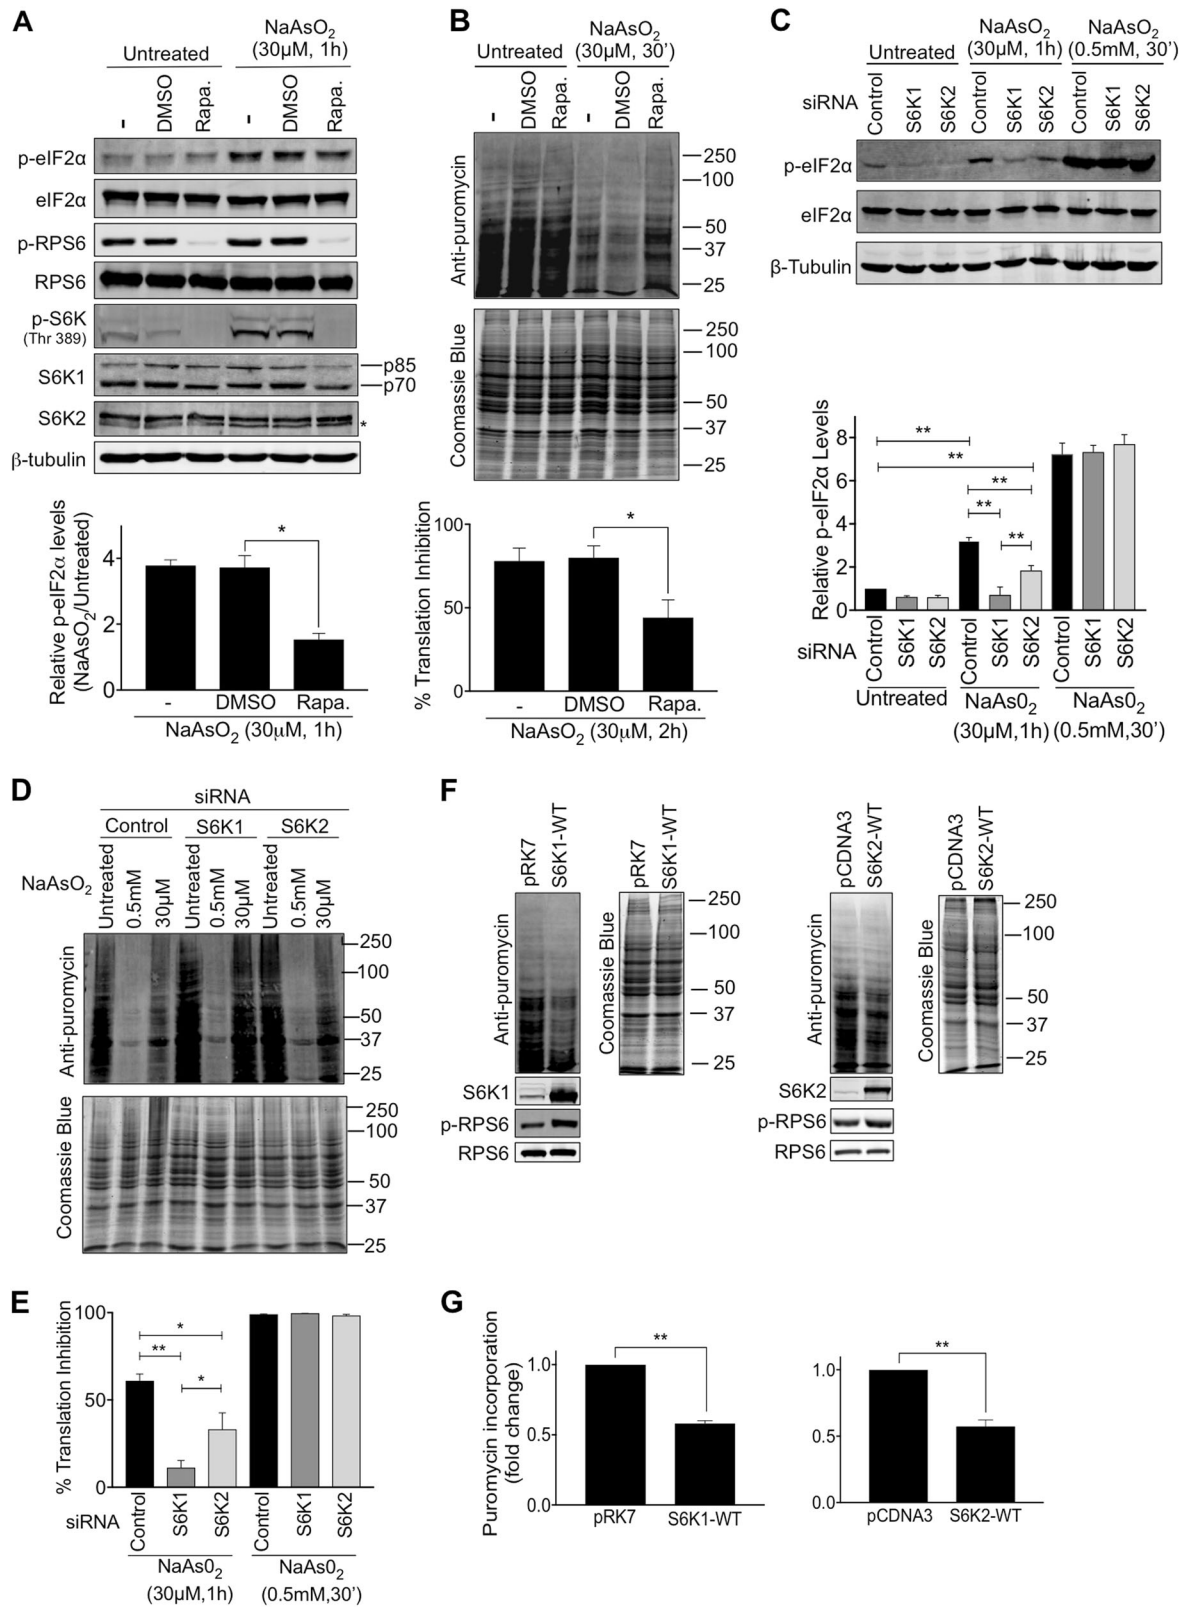 A
Untreated
NaAsO2
(30µM, 1h)
-
DMSO
Rapa.
-
DMSO
Rapa.
p-eIF2α
eIF2α
p-RPS6
RPS6
p-S6K
(Thr 389)
S6K1
p85
p70
S6K2
*
β-tubulin
Relative p-eIF2α levels
(NaAsO2/Untreated)
4
2
0
*
-
DMSO
Rapa.
NaAsO2 (30µM, 1h)
B
Untreated
NaAsO2
(30µM, 30’)
-
DMSO
Rapa.
-
DMSO
Rapa.
Anti-puromycin
250
100
50
37
25
Coomassie Blue
250
100
50
37
25
% Translation Inhibition
100
50
0
*
-
DMSO
Rapa.
NaAsO2 (30µM, 2h)
C
Untreated
NaAsO2
(30µM, 1h)
NaAsO2
(0.5mM, 30’)
siRNA
Control
S6K1
S6K2
Control
S6K1
S6K2
Control
S6K1
S6K2
p-eIF2α
eIF2α
β-Tubulin
Relative p-eIF2α Levels
8
6
4
2
0
**
**
**
**
**
siRNA
Control
S6K1
S6K2
Control
S6K1
S6K2
Control
S6K1
S6K2
Untreated
NaAs02
(30µM,1h)
NaAsO2
(0.5mM,30’)
D
siRNA
Control
S6K1
S6K2
NaAsO2
Untreated
0.5mM
30µM
Untreated
0.5mM
30µM
Untreated
0.5mM
30µM
Anti-puromycin
250
100
50
37
25
Coomassie Blue
250
100
50
37
25
E
% Translation Inhibition
100
50
0
*
**
*
siRNA
Control
S6K1
S6K2
Control
S6K1
S6K2
NaAs02
(30µM,1h)
NaAs02
(0.5mM,30’)
F
pRK7
S6K1-WT
pRK7
S6K1-WT
Anti-puromycin
Coomassie Blue
250
100
50
37
25
S6K1
p-RPS6
RPS6
pCDNA3
S6K2-WT
pCDNA3
S6K2-WT
Anti-puromycin
Coomassie Blue
250
100
50
37
25
S6K2
p-RPS6
RPS6
G
Puromycin incorporation
(fold change)
1.0
0.5
0.0
**
pRK7
S6K1-WT
1.0
0.5
0.0
**
pCDNA3
S6K2-WT